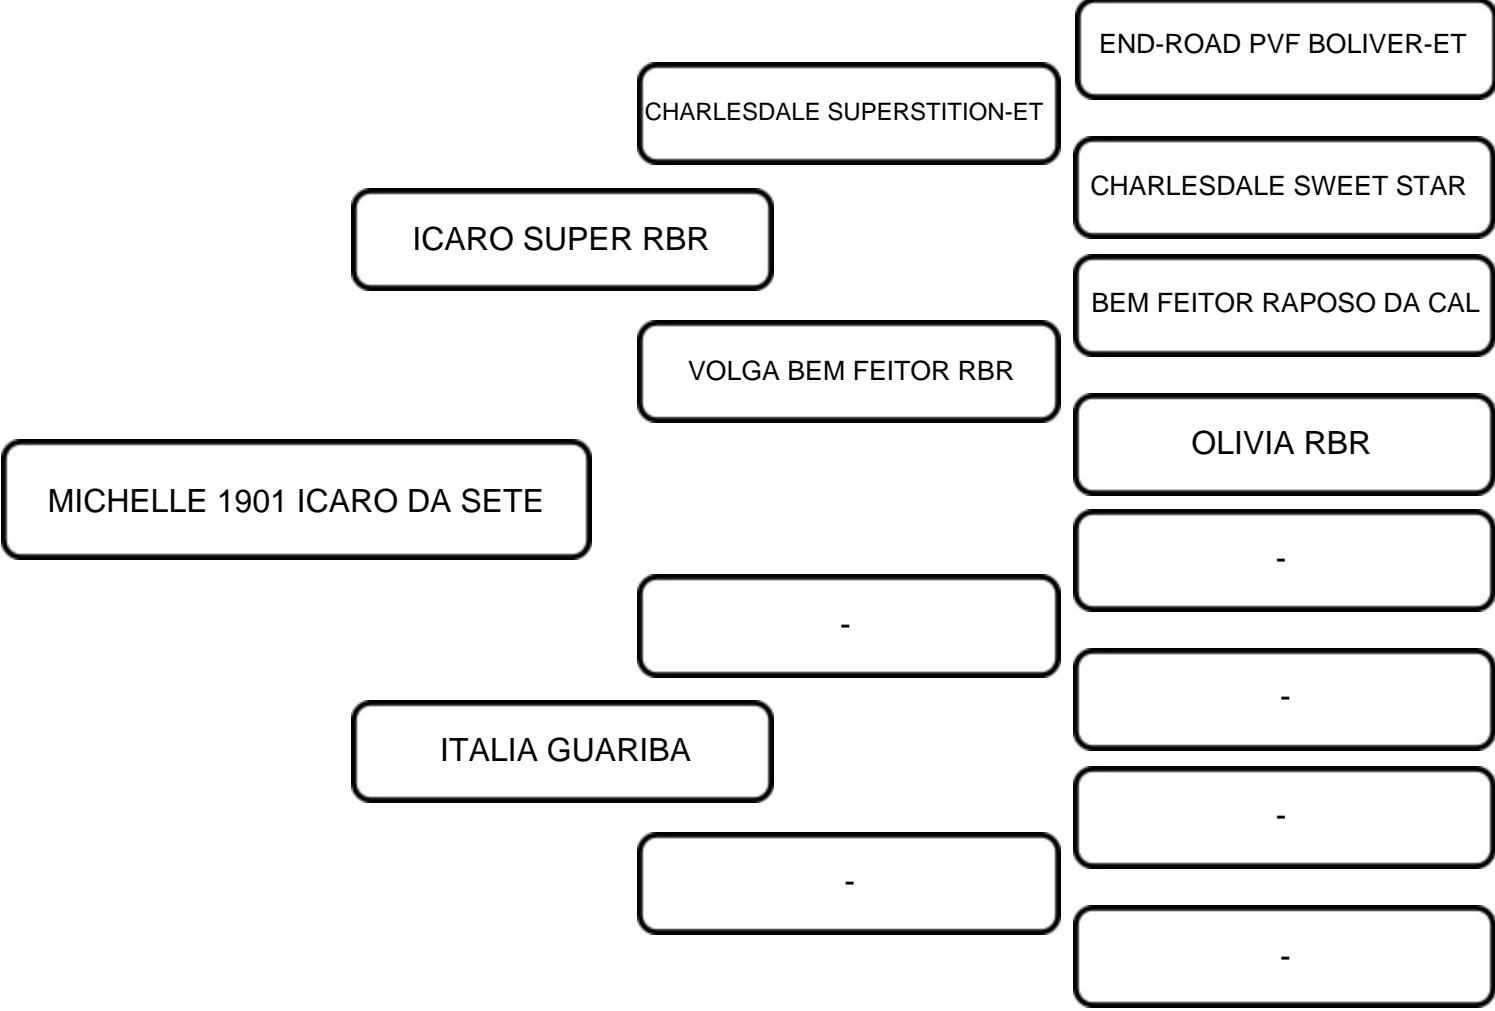 END-ROAD PVF BOLIVER-ET
CHARLESDALE SUPERSTITION-ET
CHARLESDALE SWEET STAR
ICARO SUPER RBR
BEM FEITOR RAPOSO DA CAL
VOLGA BEM FEITOR RBR
OLIVIA RBR
MICHELLE 1901 ICARO DA SETE
-
-
-
ITALIA GUARIBA
-
-
-